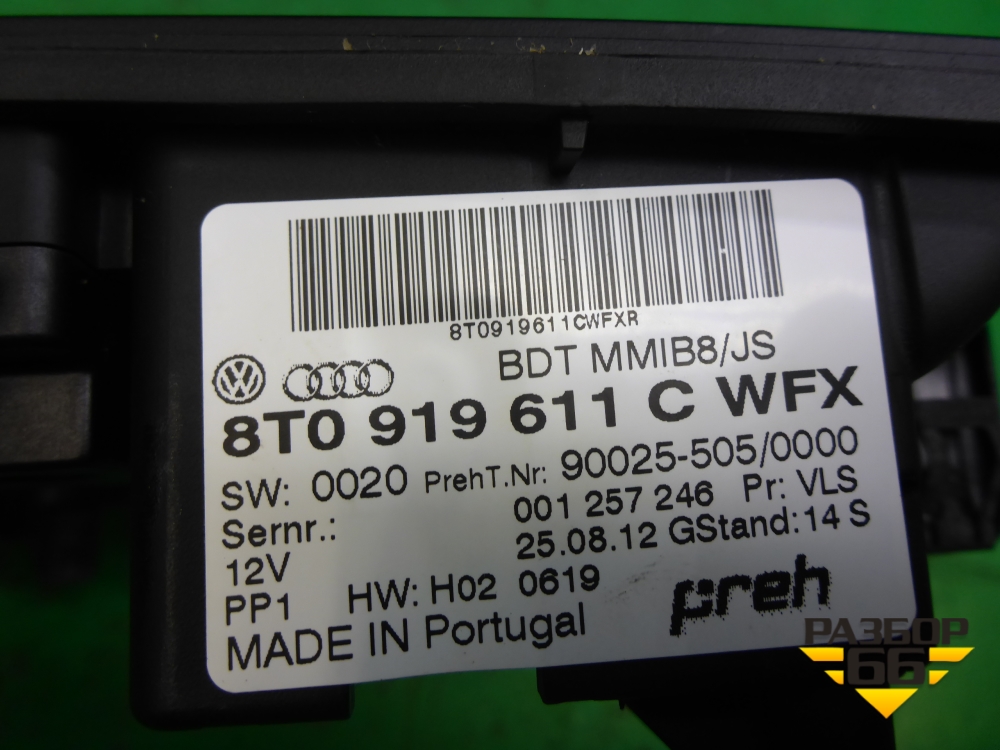 8T0919611CWFXR
BDT MMIB8/JS
8T0 919 611 C WFX
SW: 0020 PrehT.Nr: 90025-505/0000
Sernr.: 001 257 246 Pr: VLS
12V 25.08.12 GStand: 14 S
PP1 HW: H02 0619
MADE IN Portugal
preh
РАЗБОР
66